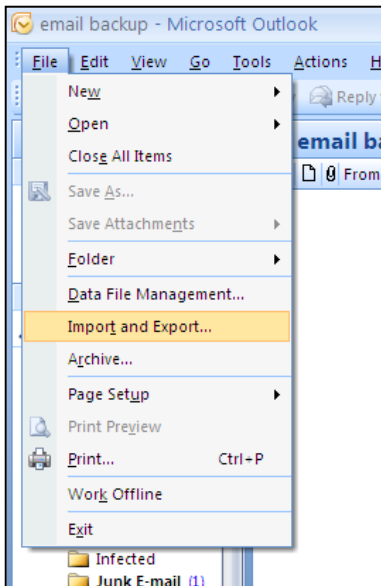 email backup - Microsoft Outlook
File Edit View Go Tools Actions H
New
Reply
Open
email ba
Close All Items
From
Save As...
Save Attachments
Folder
Data File Management...
Import and Export...
Archive...
Page Setup
Print Preview
Print... Ctrl+P
Work Offline
Exit
Infected
Junk E-mail (1)